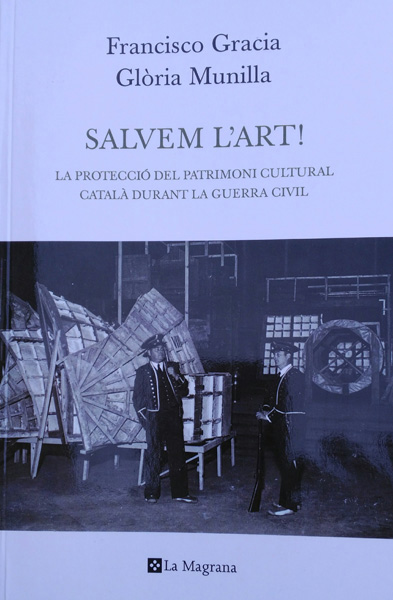 Francisco Gracia
Glòria Munilla
SALVEM L'ART!
LA PROTECCIÓ DEL PATRIMONI CULTURAL
CATALÀ DURANT LA GUERRA CIVIL
La Magrana